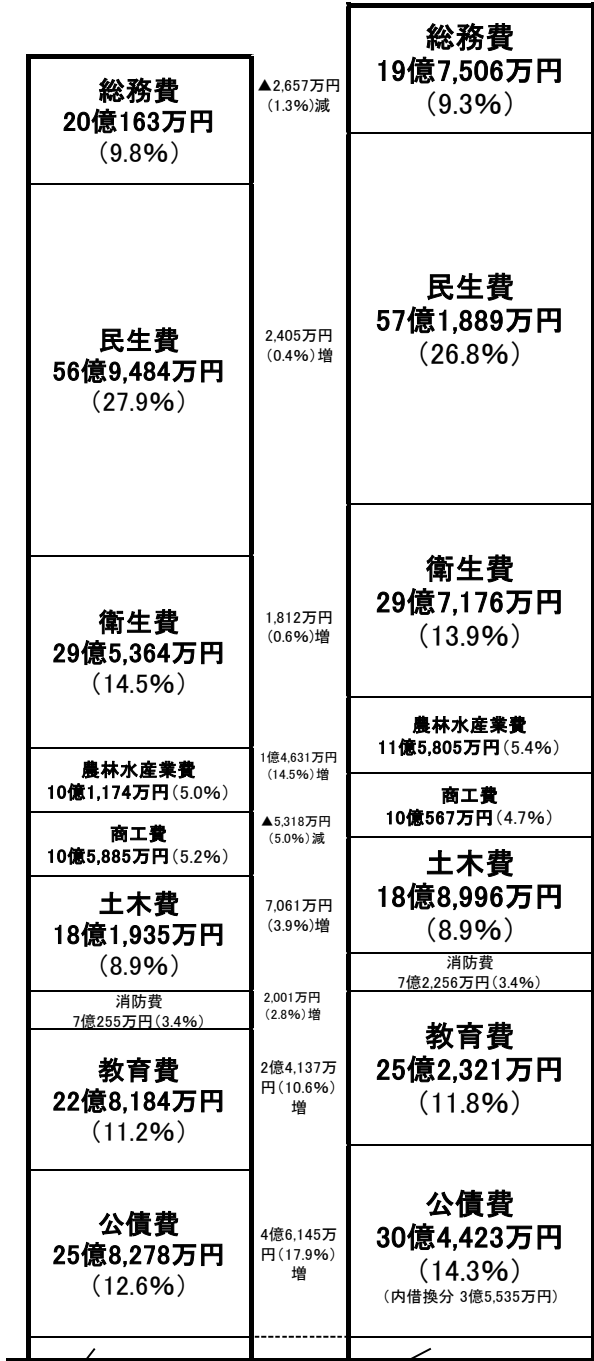 総務費
20億163万円
（9.8%）
民生費
56億9,484万円
（27.9%）
衛生費
29億5,364万円
（14.5%）
農林水産業費
10億1,174万円（5.0%）
商工費
10億5,885万円（5.2%）
土木費
18億1,935万円
（8.9%）
消防費
7億255万円（3.4%）
教育費
22億8,184万円
（11.2%）
公債費
25億8,278万円
（12.6%）
▲2,657万円
（1.3%）減
2,405万円
（0.4%）増
1,812万円
（0.6%）増
1億4,631万円
（14.5%）増
▲5,318万円
（5.0%）減
7,061万円
（3.9%）増
2,001万円
（2.8%）増
2億4,137万
円（10.6%）
増
4億6,145万
円（17.9%）
増
総務費
19億7,506万円
（9.3%）
民生費
57億1,889万円
（26.8%）
衛生費
29億7,176万円
（13.9%）
農林水産業費
11億5,805万円（5.4%）
商工費
10億567万円（4.7%）
土木費
18億8,996万円
（8.9%）
消防費
7億2,256万円（3.4%）
教育費
25億2,321万円
（11.8%）
公債費
30億4,423万円
（14.3%）
（内借換分 3億5,535万円）